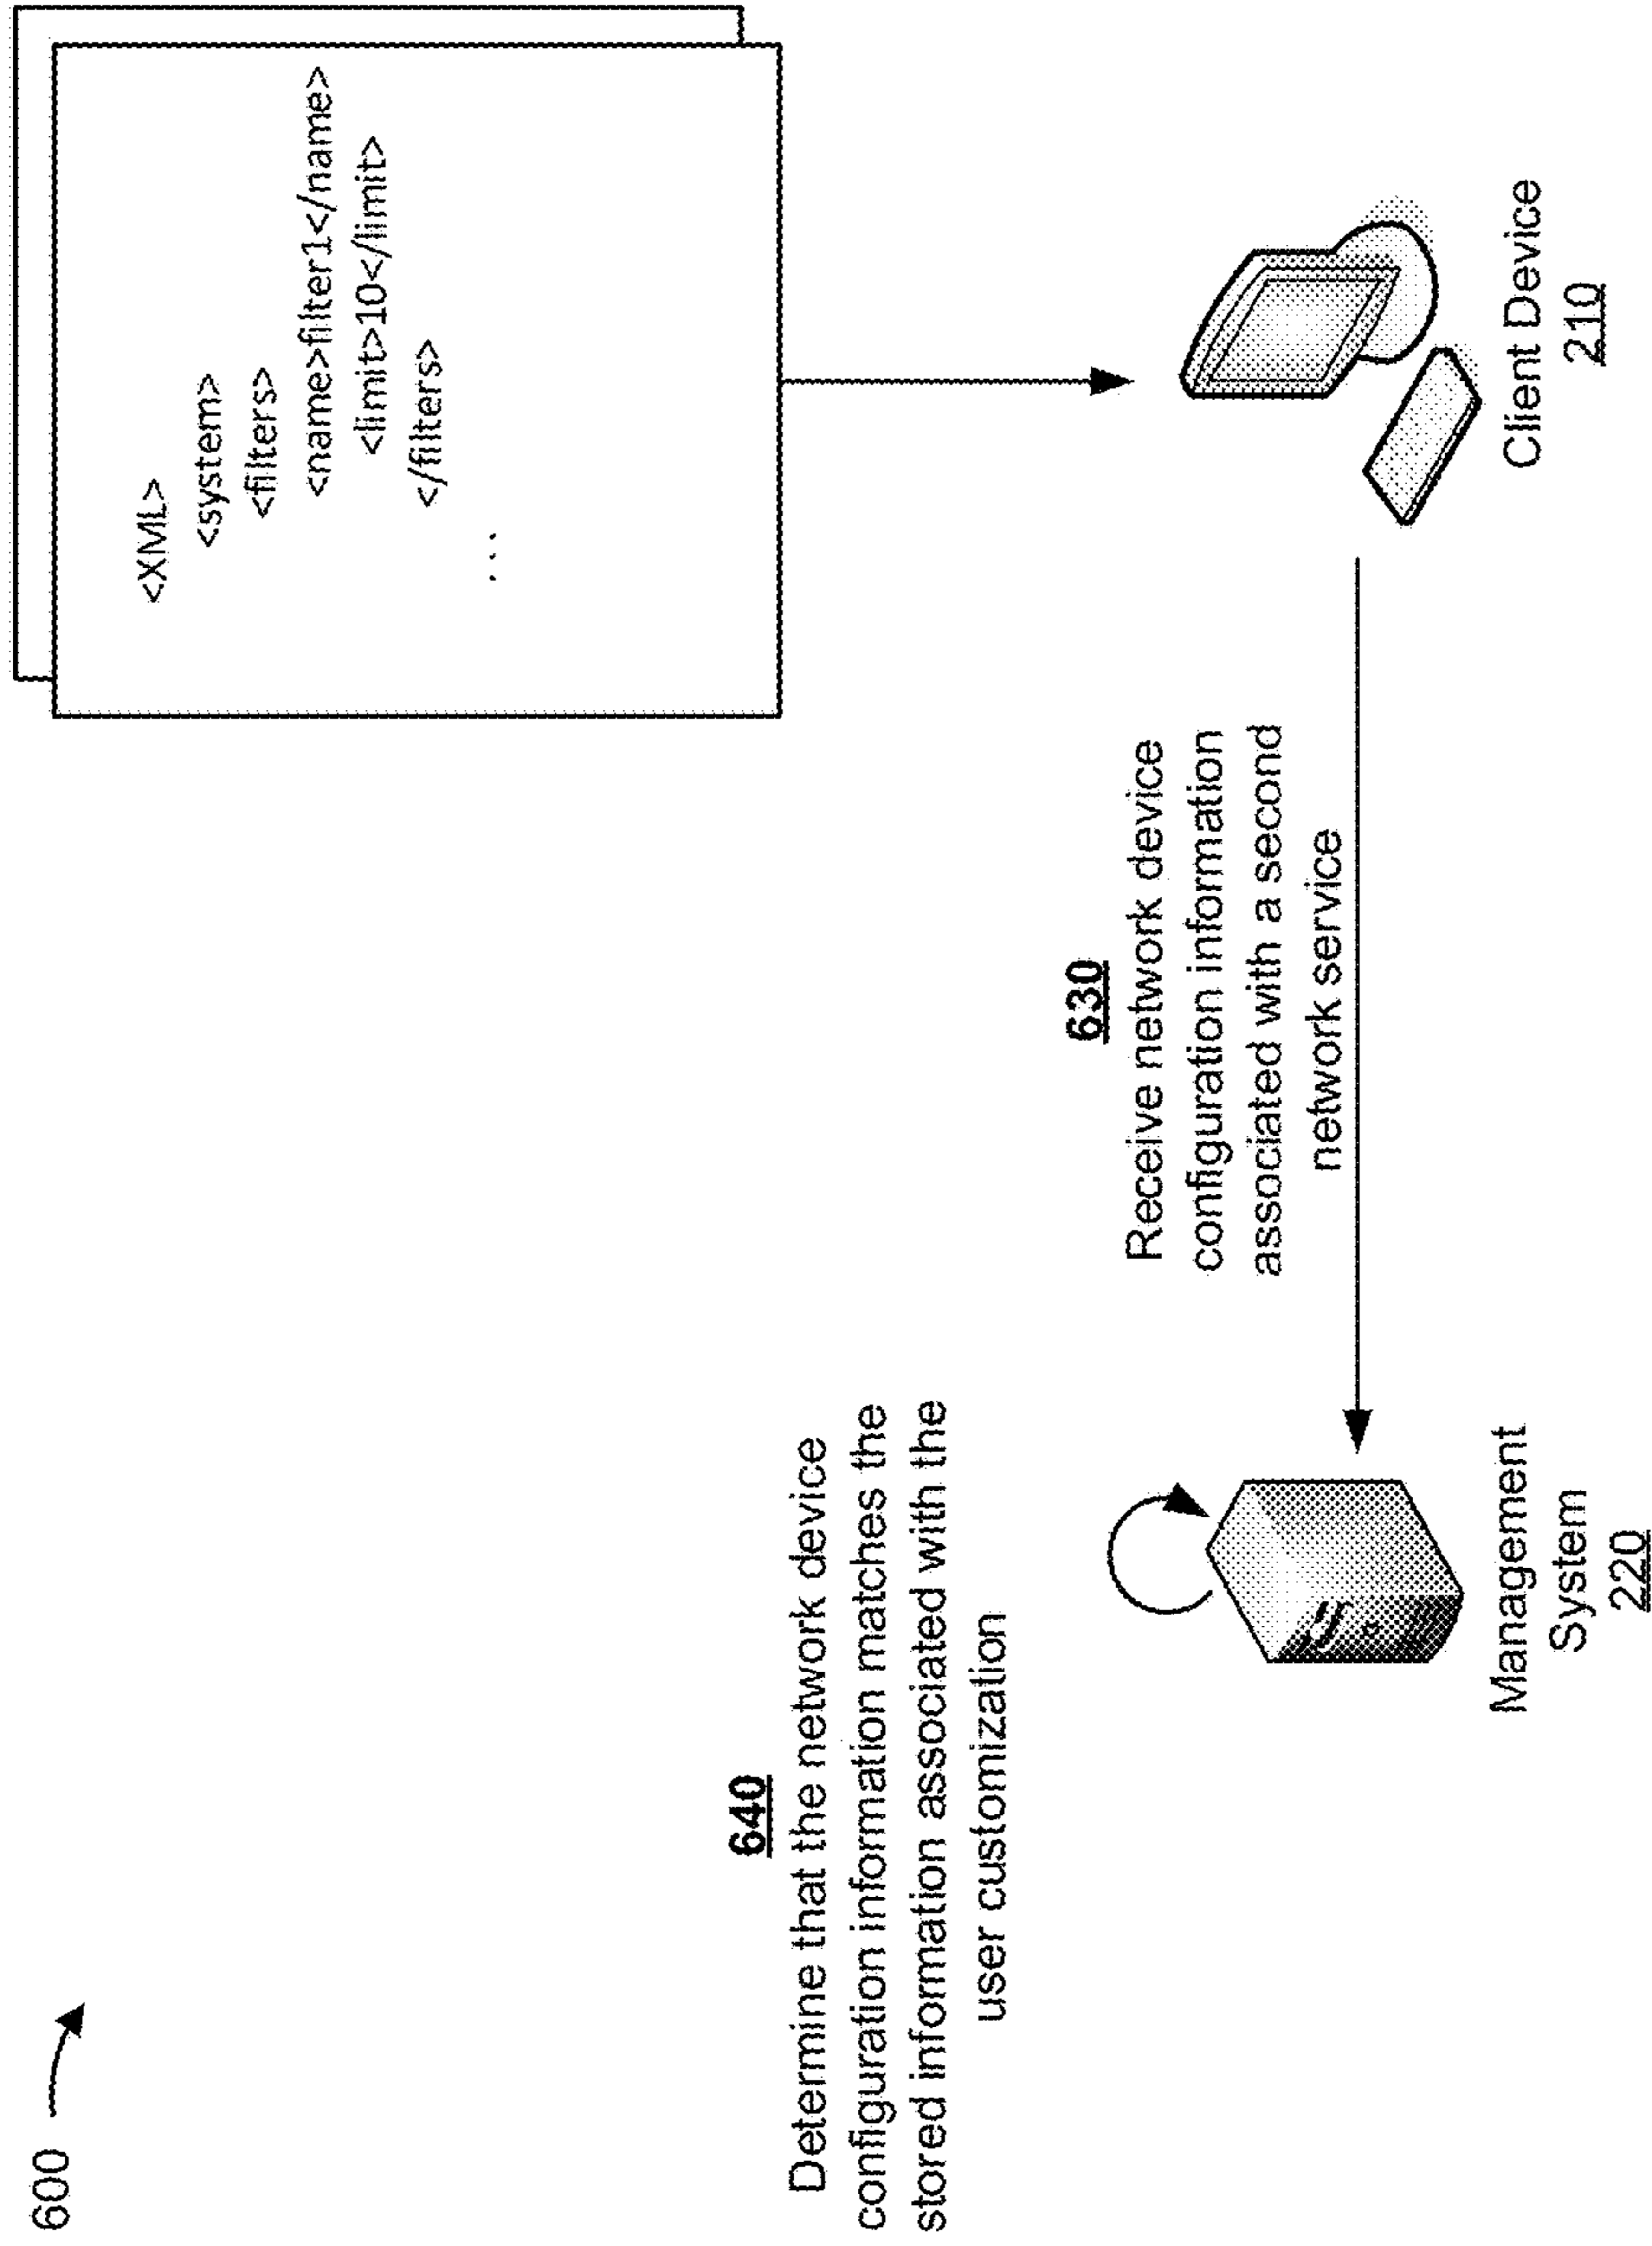 600
<XML>
<system>
<filters>
<name>filter1</name>
<limit>10</limit>
</filters>
...
640
Determine that the network device
configuration information matches the
stored information associated with the
user customization
630
Receive network device
configuration information
associated with a second
network service
Management
System
220
Client Device
210